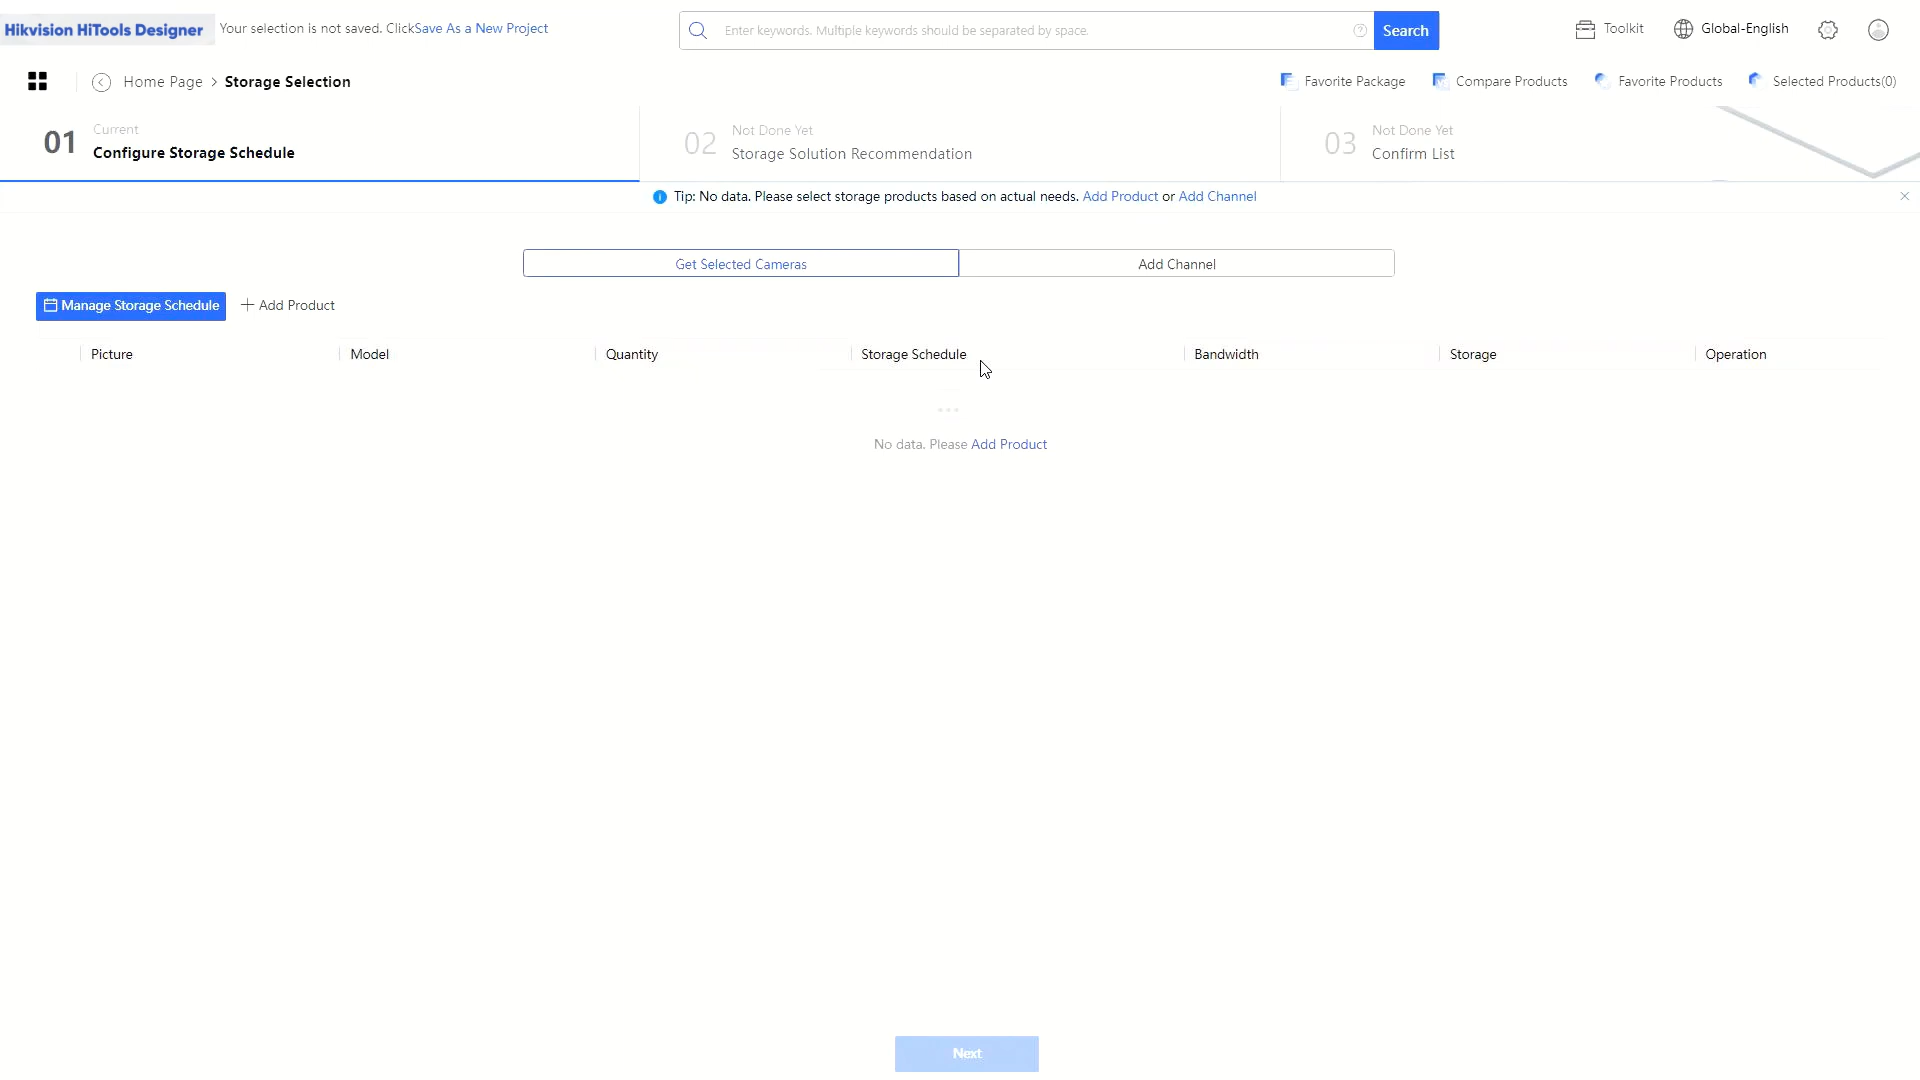 Hikvision HiTools Designer
Your selection is not saved. ClickSave As a New Project
Enter keywords. Multiple keywords should be separated by space.
Search
Toolkit
Global-English
Home Page > Storage Selection
Favorite Package
Compare Products
Favorite Products
Selected Products(0)
01
Current
Configure Storage Schedule
02
Not Done Yet
Storage Solution Recommendation
03
Not Done Yet
Confirm List
Tip: No data. Please select storage products based on actual needs. Add Product or Add Channel
Get Selected Cameras
Add Channel
Manage Storage Schedule
Add Product
Picture
Model
Quantity
Storage Schedule
Bandwidth
Storage
Operation
No data. Please Add Product
Next